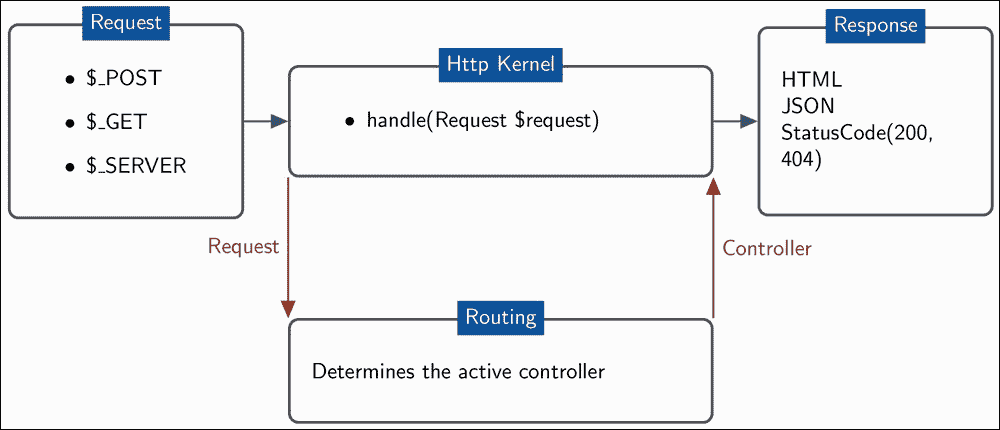 Request
• $_POST
• $_GET
• $_SERVER
Http Kernel
• handle(Request $request)
Response
HTML
JSON
StatusCode(200,
404)
Request
Controller
Routing
Determines the active controller